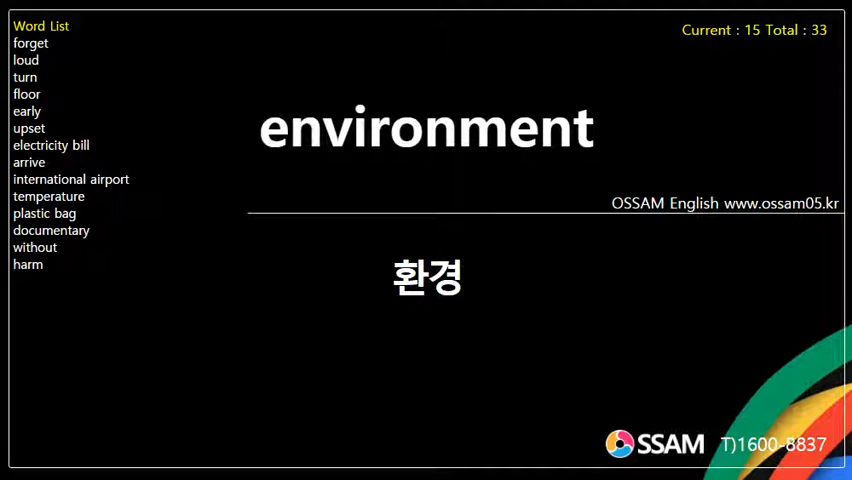 Word List
forget
loud
turn
floor
early
upset
electricity bill
arrive
international airport
temperature
plastic bag
documentary
without
harm
Current : 15 Total : 33
environment
OSSAM English www.ossam05.kr
환경
OSSAM T)1600-8837